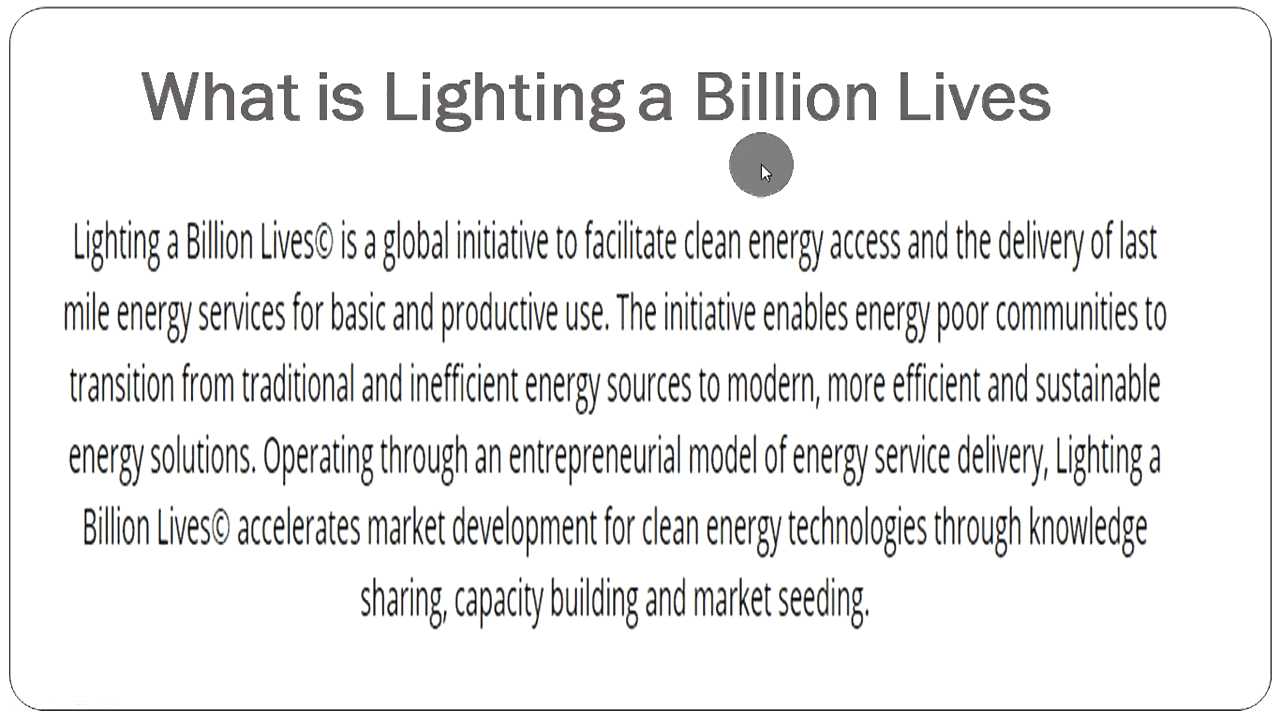 What is Lighting a Billion Lives
Lighting a Billion Lives© is a global initiative to facilitate clean energy access and the delivery of last
mile energy services for basic and productive use. The initiative enables energy poor communities to
transition from traditional and inefficient energy sources to modern, more efficient and sustainable
energy solutions. Operating through an entrepreneurial model of energy service delivery, Lighting a
Billion Lives© accelerates market development for clean energy technologies through knowledge
sharing, capacity building and market seeding.